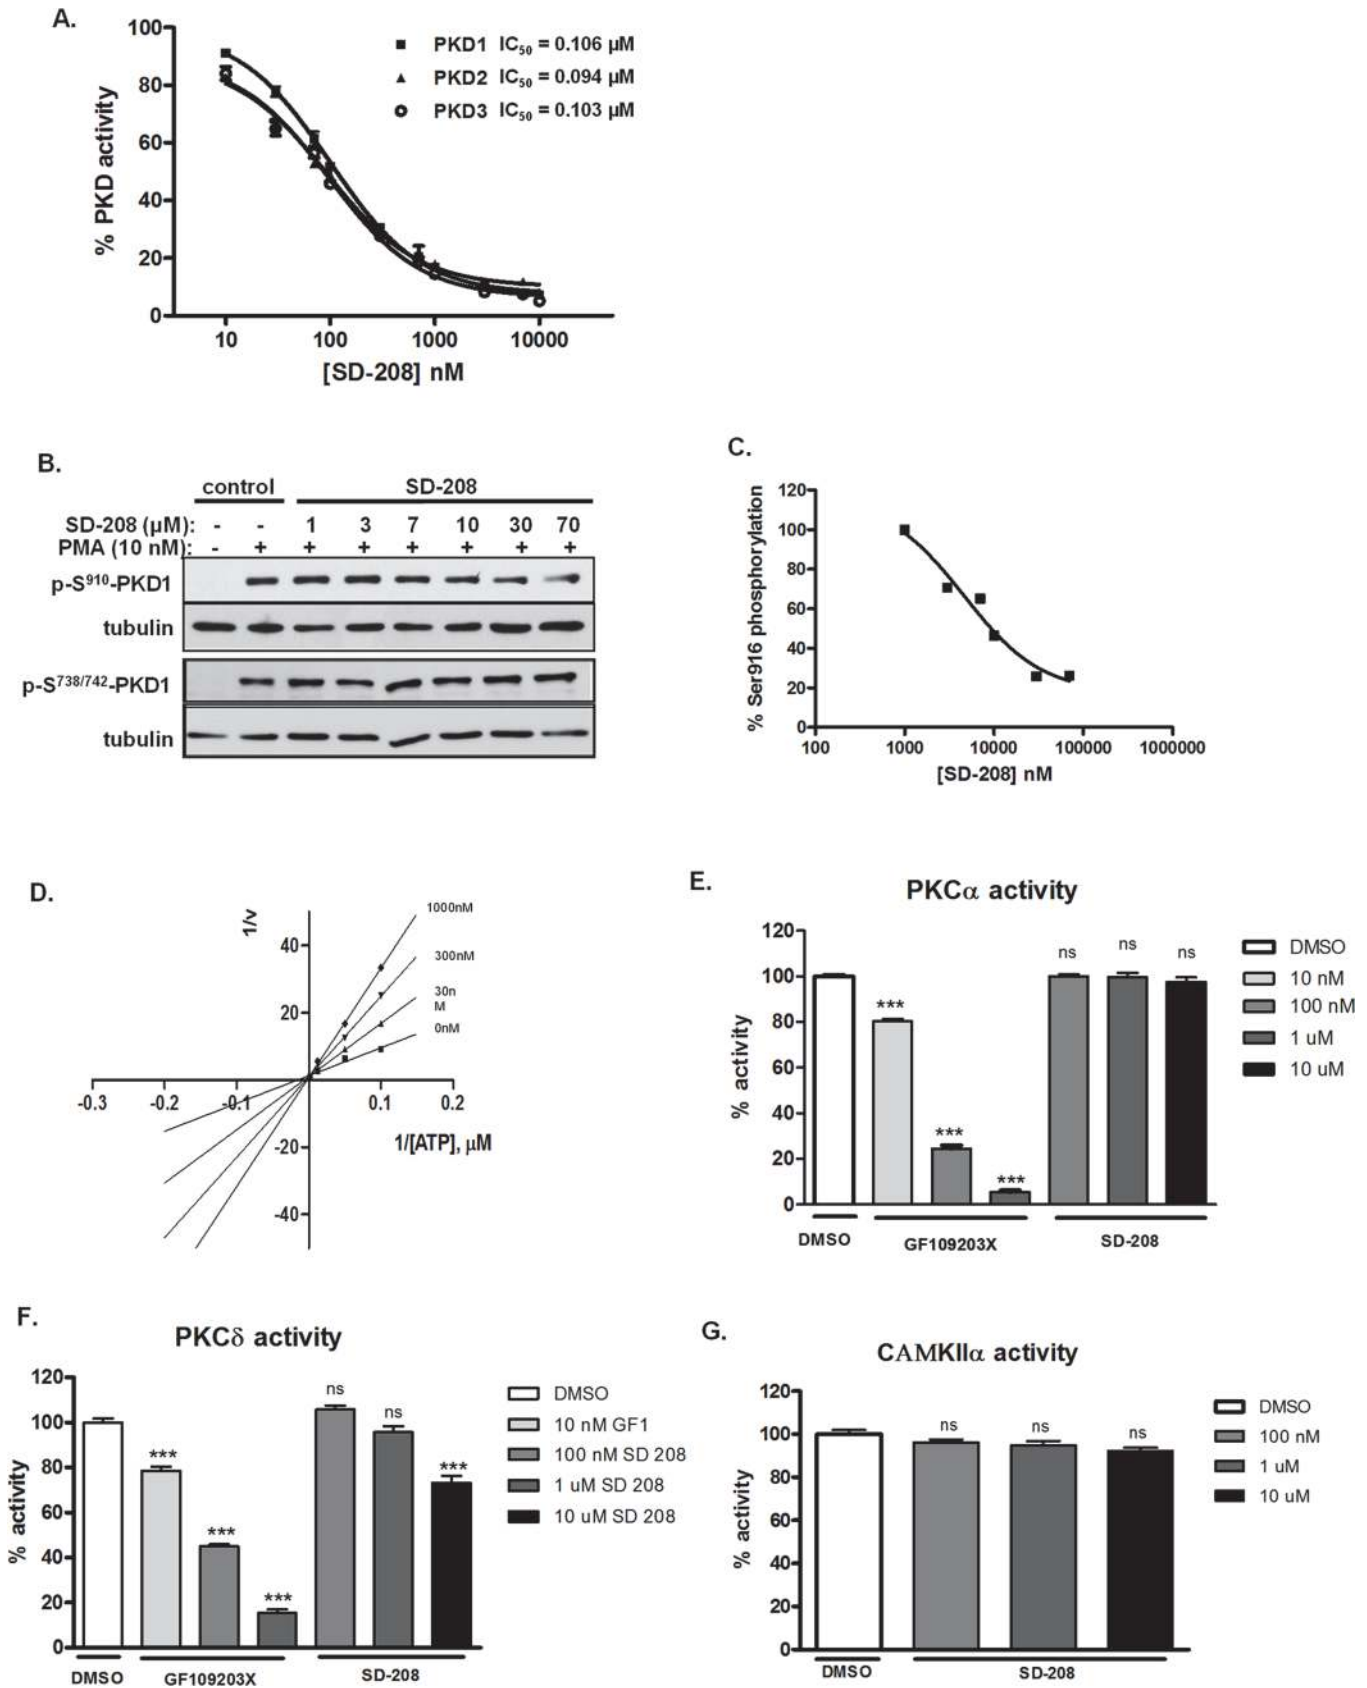 A.
100
80
60
40
20
0
% PKD activity
PKD1 IC50 = 0.106 µM
PKD2 IC50 = 0.094 µM
PKD3 IC50 = 0.103 µM
10 100 1000 10000
[SD-208] nM
B.
control SD-208
SD-208 (µM): - - 1 3 7 10 30 70
PMA (10 nM): - + + + + + + +
p-S910-PKD1
tubulin
p-S738/742-PKD1
tubulin
C.
120
100
80
60
40
20
0
% Ser916 phosphorylation
100 1000 10000 100000 1000000
[SD-208] nM
D.
1/v
1000nM
300nM
30n
M
0nM
40
20
-20
-40
-0.3 -0.2 -0.1 0.1 0.2
1/[ATP], µM
E.
PKCα activity
120
100
80
60
40
20
0
% activity
*** *** *** ns ns ns
DMSO
10 nM
100 nM
1 uM
10 uM
DMSO GF109203X SD-208
F.
PKCδ activity
120
100
80
60
40
20
0
% activity
*** *** *** ns ns ***
DMSO
10 nM GF1
100 nM SD 208
1 uM SD 208
10 uM SD 208
DMSO GF109203X SD-208
G.
CAMKIIα activity
120
100
80
60
40
20
0
% activity
ns ns ns
DMSO
100 nM
1 uM
10 uM
DMSO SD-208